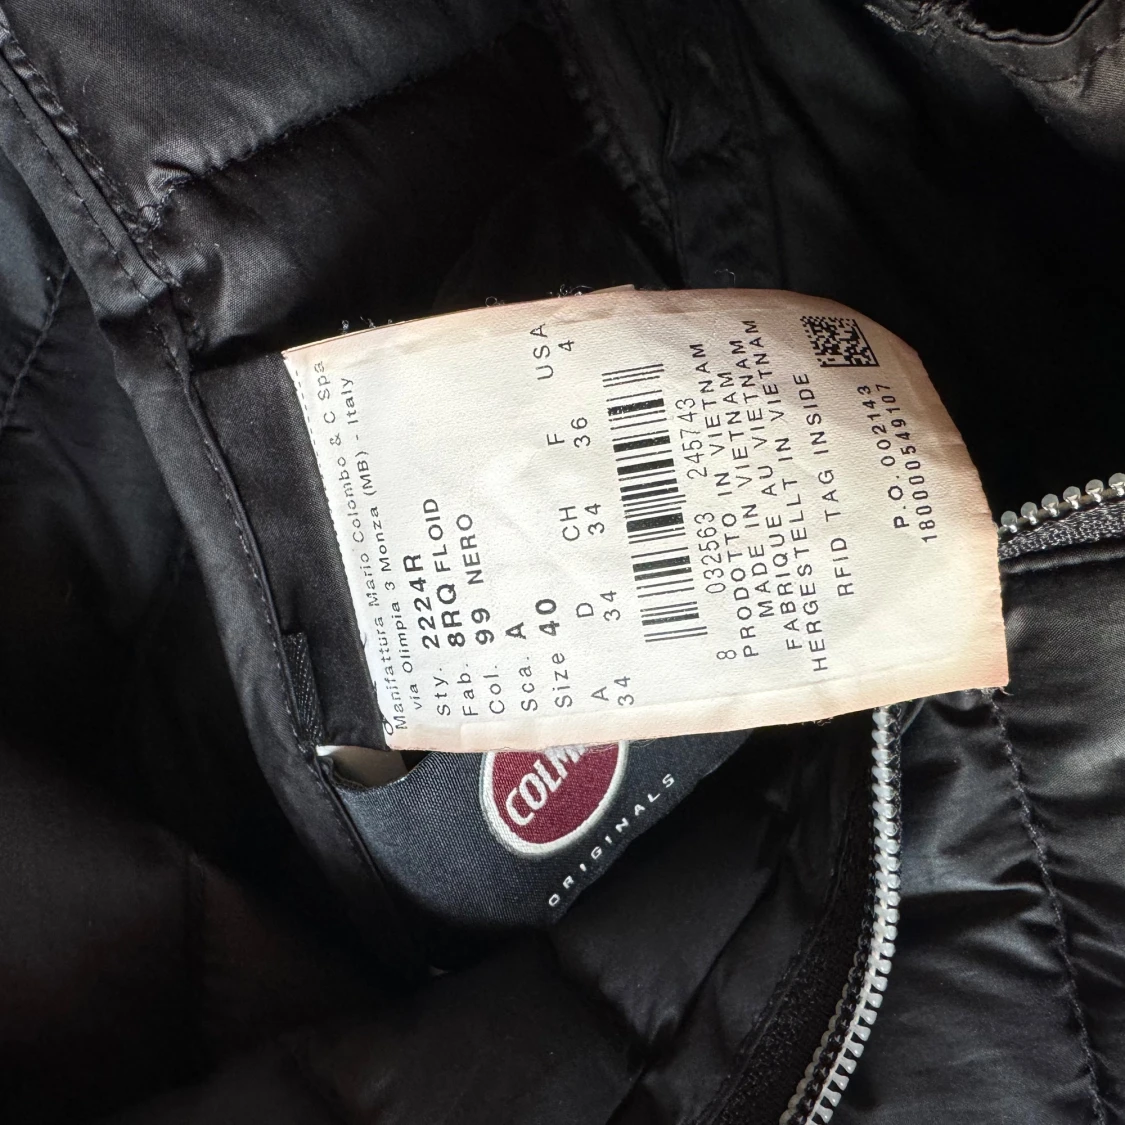 Manifattura Mario Colombo & C Spa
via Olimpia 3 Monza (MB) - Italy
Sty. 2224R
Fab. 8RQ FLOID
Col. 99 NERO
Sca. A
Size 40 USA
A D CH F 4
34 34 34 36
8 032563 245743
PRODOTTO IN VIETNAM
MADE IN VIETNAM
FABRIQUE AU VIETNAM
HERGESTELLT IN VIETNAM
RFID TAG INSIDE
P.O. 002143
180000549107
COLM
ORIGINALS